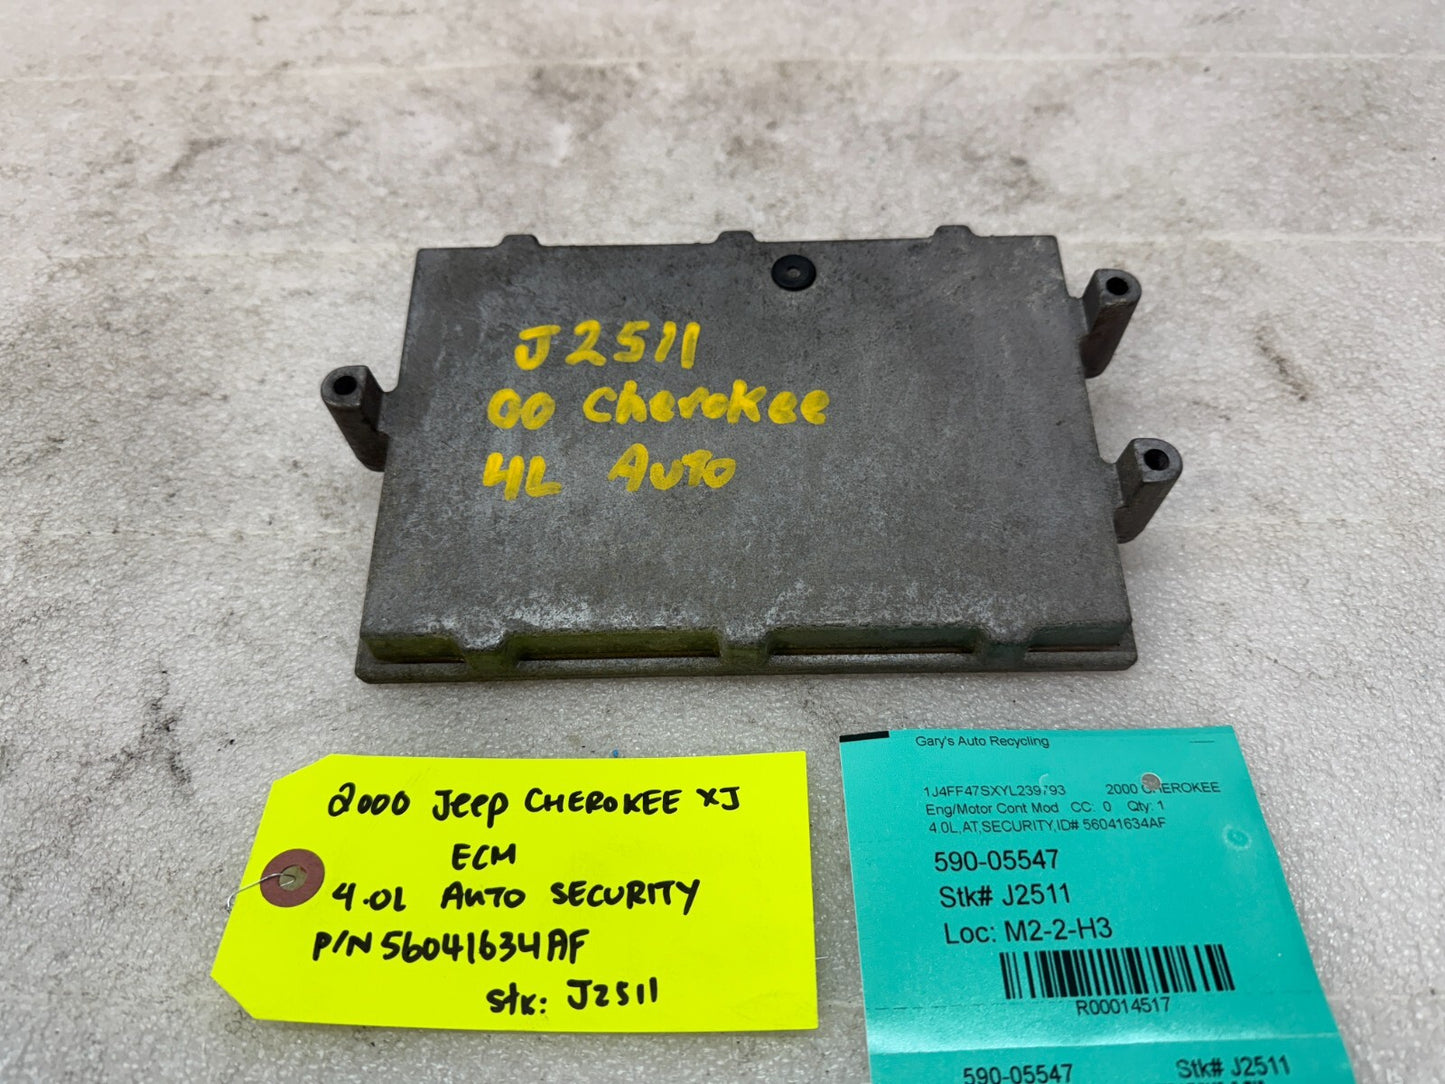 J2511
00 Cherokee
4L Auto
2000 Jeep CHEROKEE XJ
ECM
4.0L AUTO SECURITY
P/N 56041634AF
Stk: J2511
Gary's Auto Recycling
1J4FF47SXYL239793 2000 CHEROKEE
Eng/Motor Cont Mod CC: 0 Qty: 1
4.0L,AT,SECURITY,ID# 56041634AF
590-05547
Stk# J2511
Loc: M2-2-H3
R00014517
590-05547 Stk# J2511